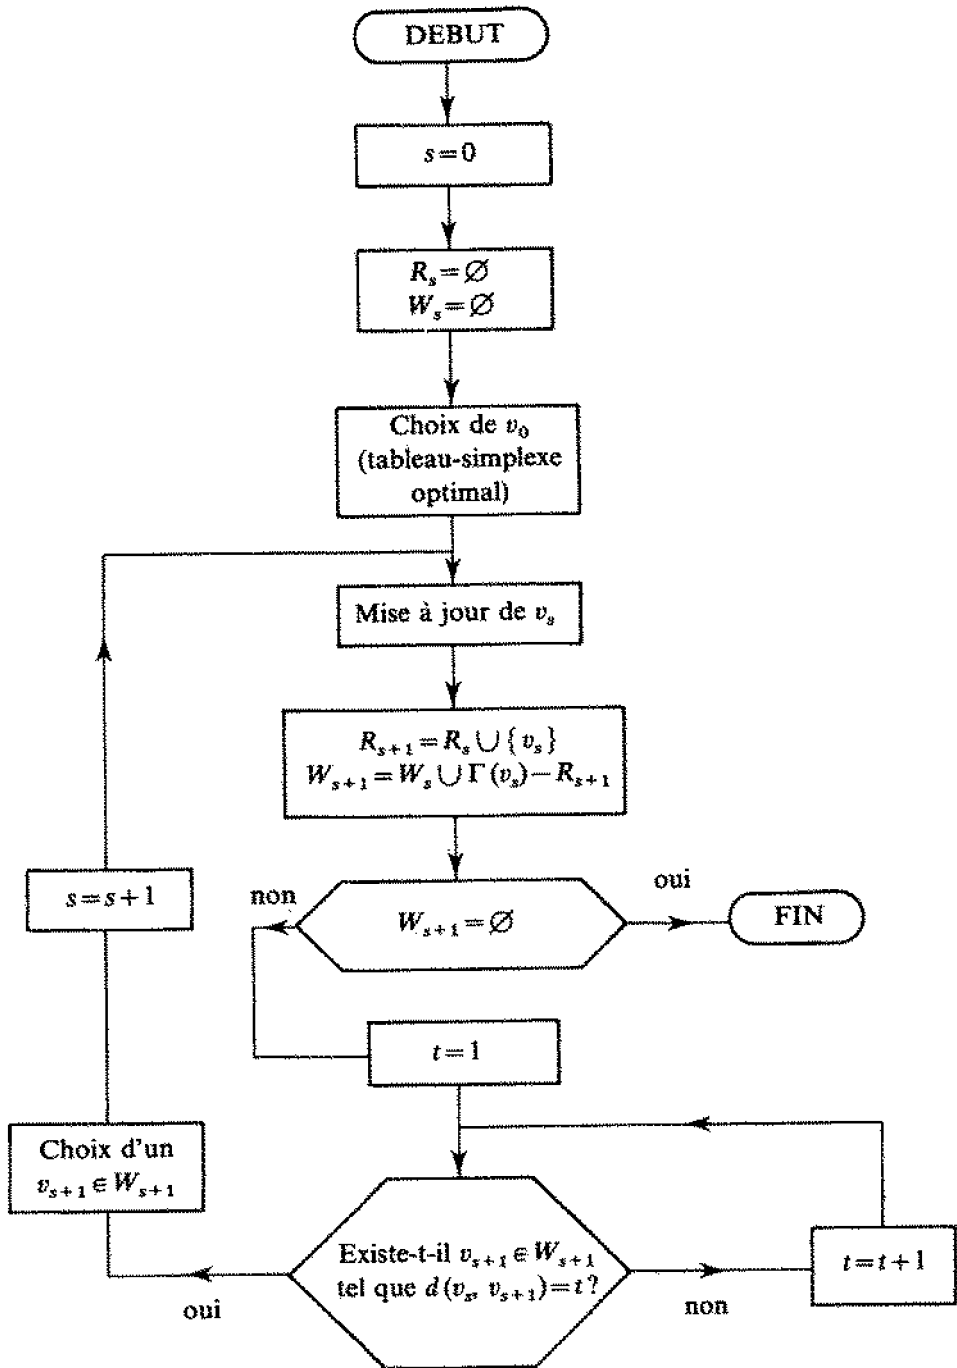 DEBUT
s=0
R_s=∅
W_s=∅
Choix de v_0
(tableau-simplexe
optimal)
Mise à jour de v_s
R_{s+1}=R_s ∪ {v_s}
W_{s+1}=W_s ∪ Γ(v_s)−R_{s+1}
s=s+1
non
W_{s+1}=∅
oui
FIN
t=1
Choix d'un
v_{s+1} ∈ W_{s+1}
Existe-t-il v_{s+1} ∈ W_{s+1}
tel que d(v_s, v_{s+1})=t?
t=t+1
oui
non